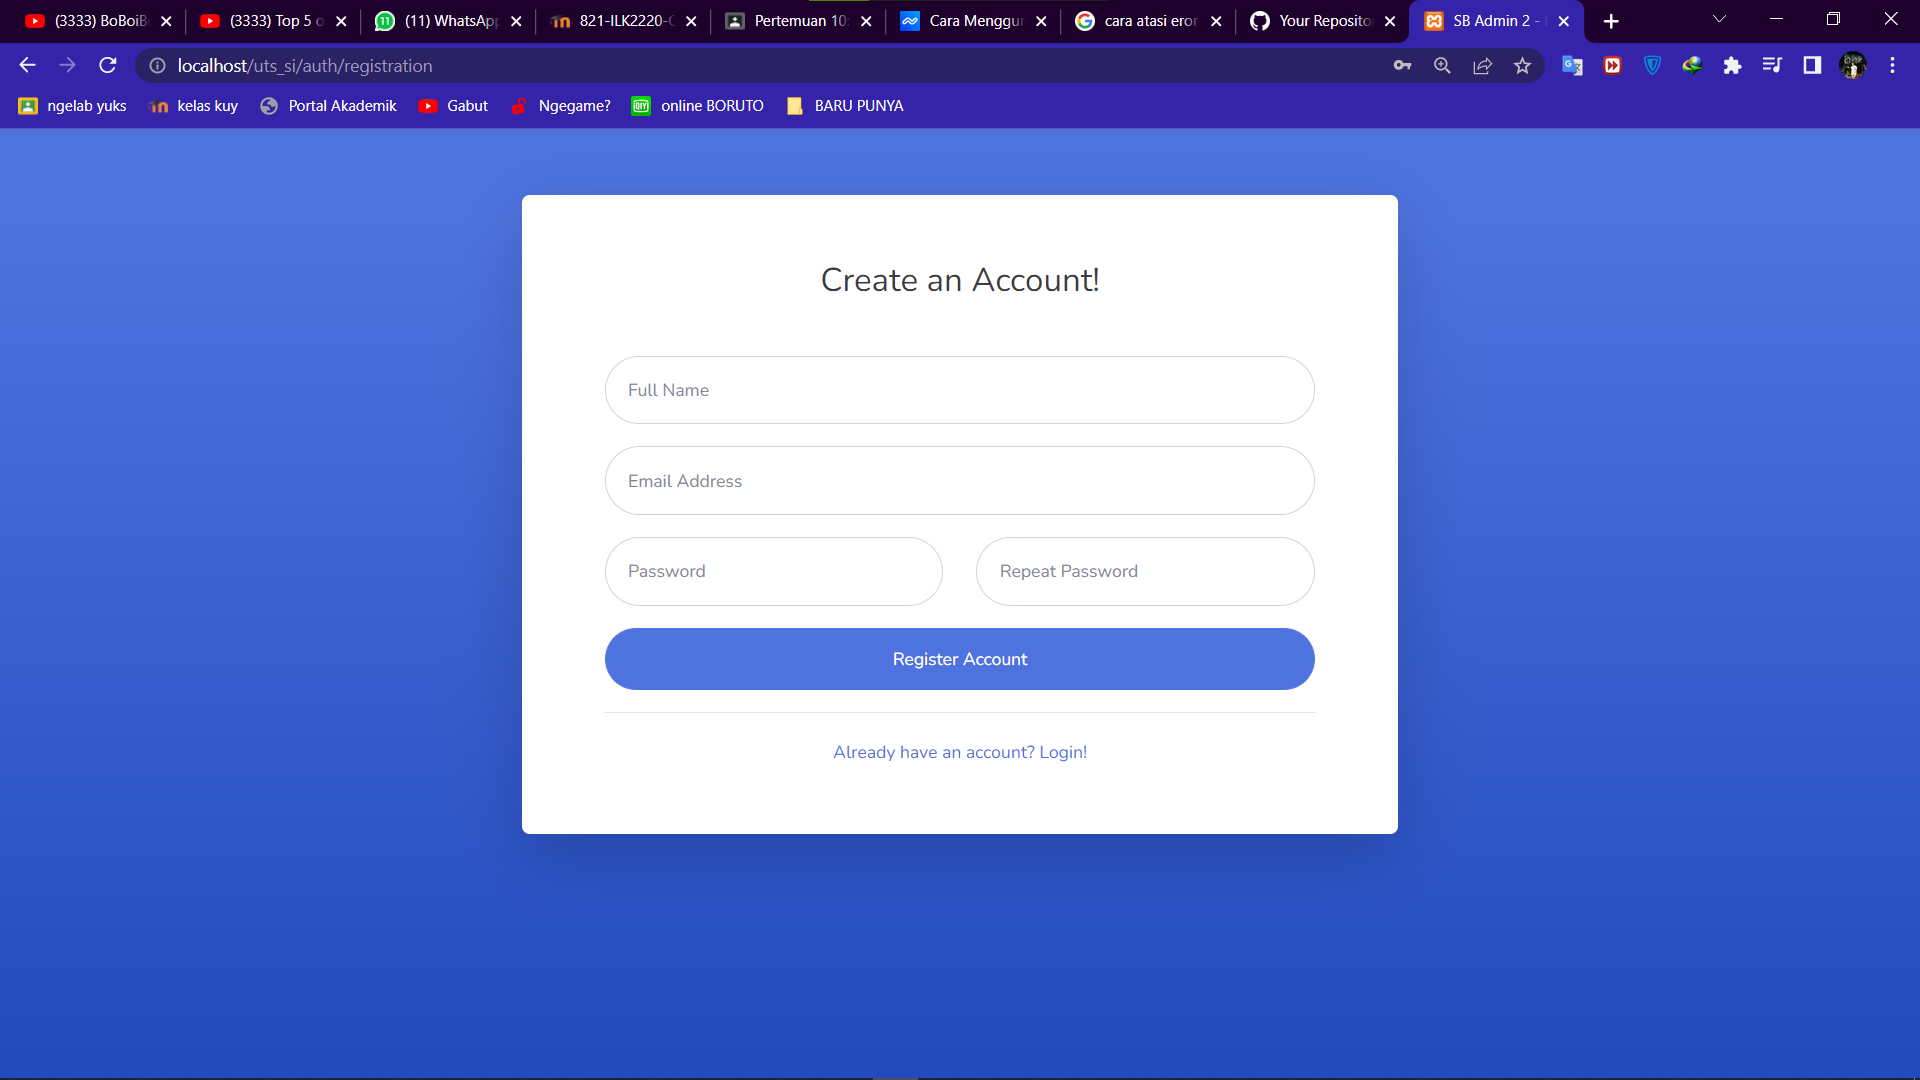 (3333) BoBoiB
(3333) Top 5 o
(11) WhatsApp
821-ILK2220-
Pertemuan 10:
Cara Menggun
cara atasi eror
Your Reposito
SB Admin 2 -
localhost/uts_si/auth/registration
ngelab yuks
kelas kuy
Portal Akademik
Gabut
Ngegame?
online BORUTO
BARU PUNYA
Create an Account!
Full Name
Email Address
Password
Repeat Password
Register Account
Already have an account? Login!